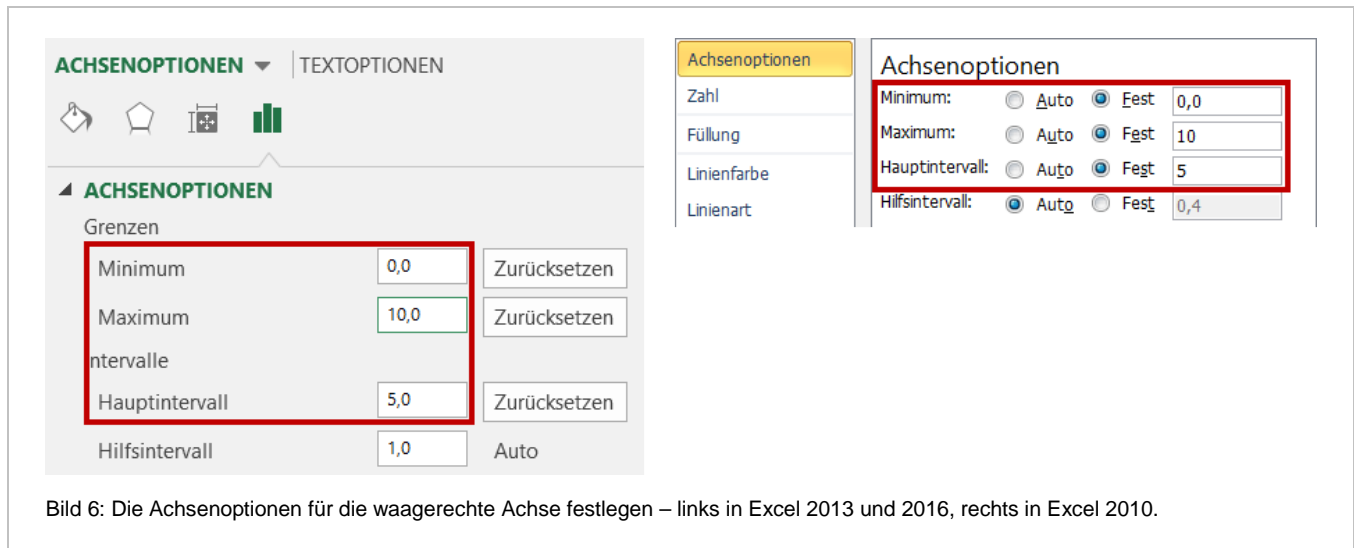 ACHSENOPTIONEN TEXTOPTIONEN
ACHSENOPTIONEN
Grenzen
Minimum 0,0 Zurücksetzen
Maximum 10,0 Zurücksetzen
ntervalle
Hauptintervall 5,0 Zurücksetzen
Hilfsintervall 1,0 Auto
Achsenoptionen
Zahl
Füllung
Linienfarbe
Linienart
Achsenoptionen
Minimum: Auto Fest 0,0
Maximum: Auto Fest 10
Hauptintervall: Auto Fest 5
Hilfsintervall: Auto Fest 0,4
Bild 6: Die Achsenoptionen für die waagerechte Achse festlegen – links in Excel 2013 und 2016, rechts in Excel 2010.